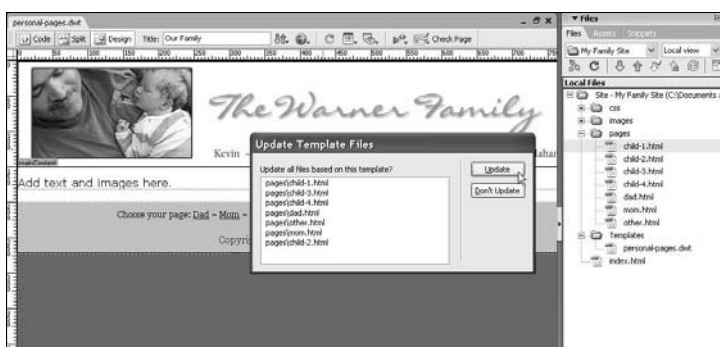 personal-pages.dwt
Code Split Design Title: Our Family Check Page
The Warner Family
Kevin –
mainContent
Add text and images here.
Choose your page: Dad – Mom –
Update Template Files
Update all files based on this template?
pages\child-1.html
pages\child-3.html
pages\child-4.html
pages\dad.html
pages\other.html
pages\mom.html
pages\child-2.html
Update
Don't Update
Files
Files Assets Snippets
My Family Site Local view
Local Files
Site - My Family Site (C:\Documents a
css
images
pages
child-1.html
child-2.html
child-3.html
child-4.html
dad.html
mom.html
other.html
Templates
personal-pages.dwt
index.html